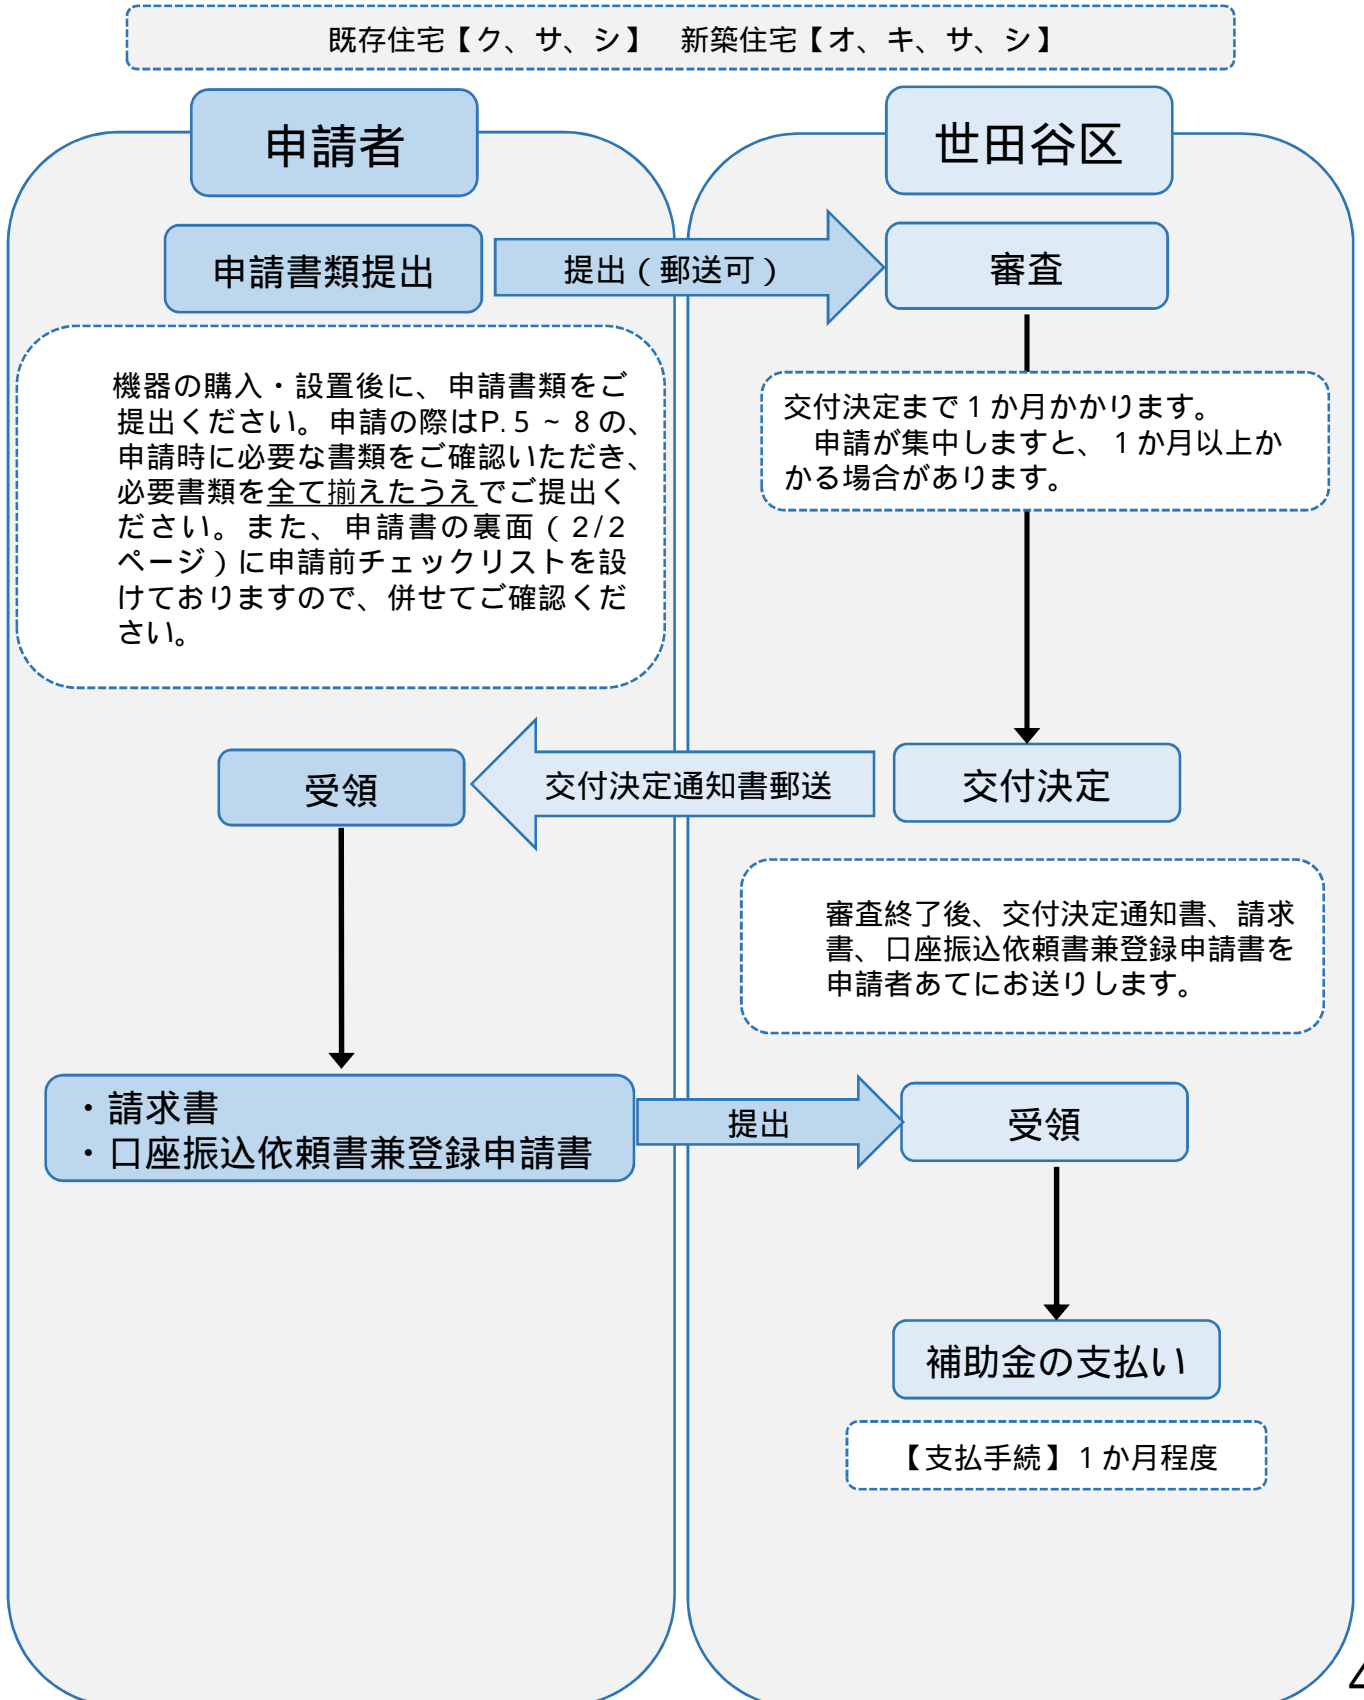 既存住宅【ク、サ、シ】　新築住宅【オ、キ、サ、シ】
申請者
世田谷区
申請書類提出
提出（郵送可）
審査
機器の購入・設置後に、申請書類をご
提出ください。申請の際はP.5～8の、
申請時に必要な書類をご確認いただき、
必要書類を全て揃えたうえでご提出く
ださい。また、申請書の裏面（2/2
ページ）に申請前チェックリストを設
けておりますので、併せてご確認くだ
さい。
交付決定まで1か月かかります。
　申請が集中しますと、1か月以上か
かる場合があります。
受領
交付決定通知書郵送
交付決定
審査終了後、交付決定通知書、請求
書、口座振込依頼書兼登録申請書を
申請者あてにお送りします。
・請求書
・口座振込依頼書兼登録申請書
提出
受領
補助金の支払い
【支払手続】1か月程度
4